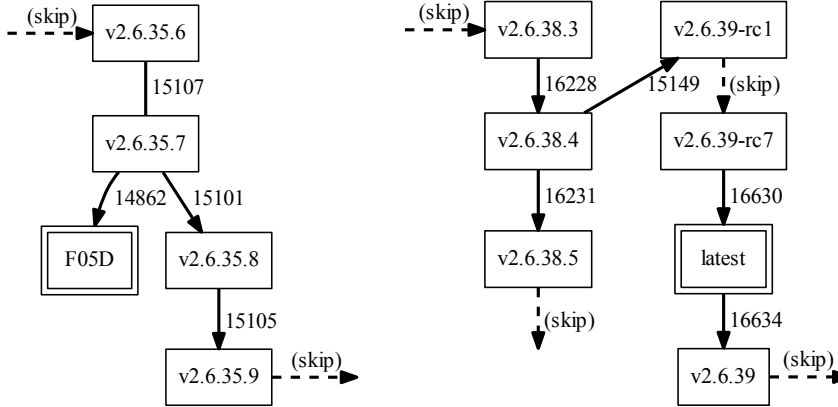 (skip)
v2.6.35.6
15107
v2.6.35.7
14862
15101
F05D
v2.6.35.8
15105
v2.6.35.9
(skip)
(skip)
v2.6.38.3
v2.6.39-rc1
16228
15149
(skip)
v2.6.38.4
v2.6.39-rc7
16231
16630
v2.6.38.5
latest
(skip)
16634
v2.6.39
(skip)